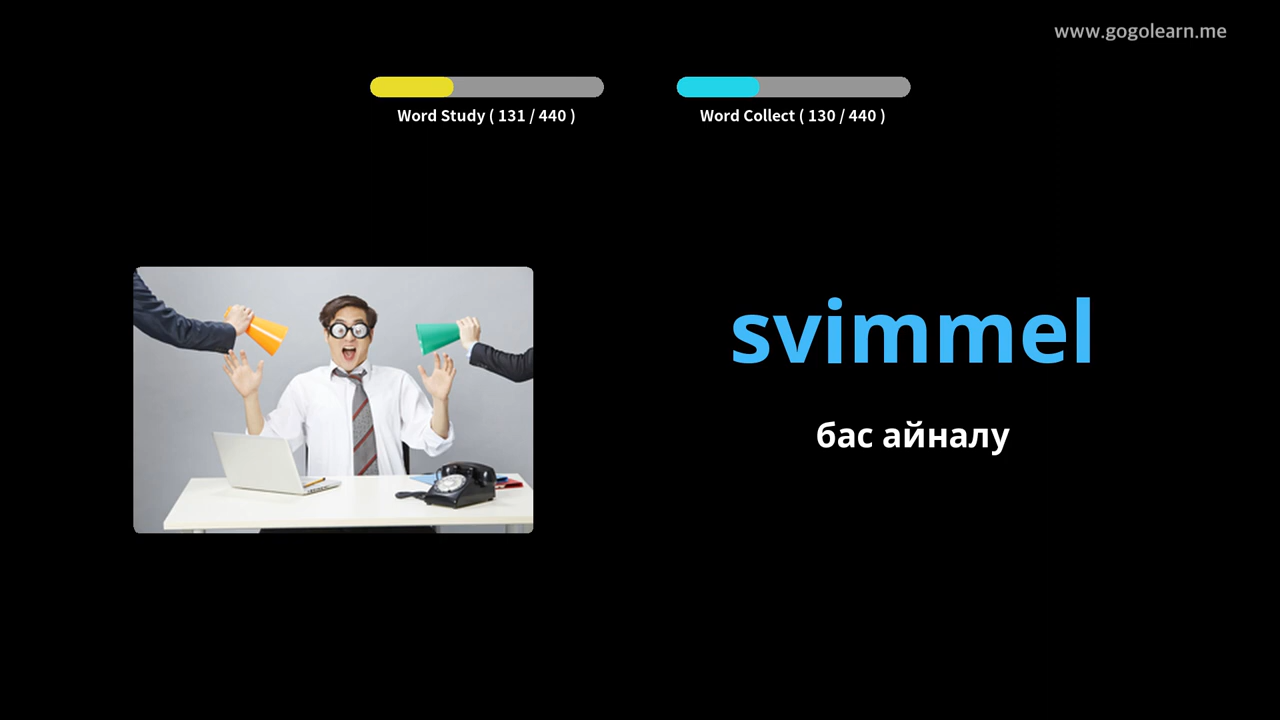 www.gogolearn.me
Word Study ( 131 / 440 )
Word Collect ( 130 / 440 )
svimmel
бас айналу